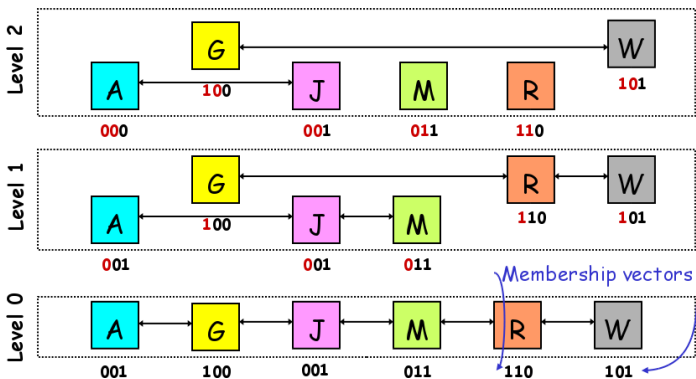 Level 2
G W
A J M R
100 101
000 001 011 110
Level 1
G R W
A J M
100 110 101
001 001 011
Membership vectors
Level 0
A G J M R W
001 100 001 011 110 101